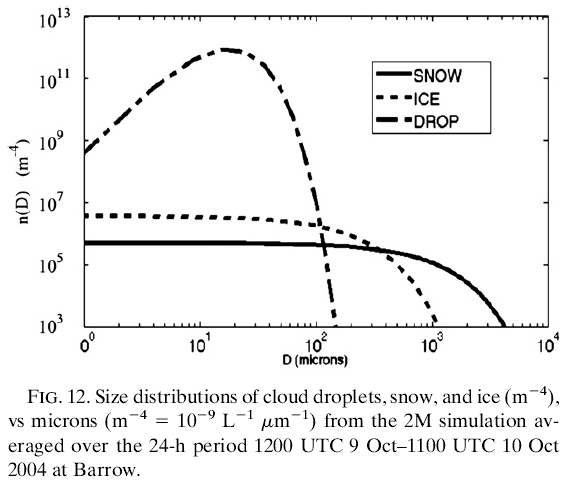 10^13
10^11
10^9
10^7
10^5
10^3
n(D) (m^-4)
SNOW
ICE
DROP
10^0
10^1
10^2
10^3
10^4
D (microns)
FIG. 12. Size distributions of cloud droplets, snow, and ice (m^-4),
vs microns (m^-4 = 10^-9 L^-1 μm^-1) from the 2M simulation av-
eraged over the 24-h period 1200 UTC 9 Oct–1100 UTC 10 Oct
2004 at Barrow.